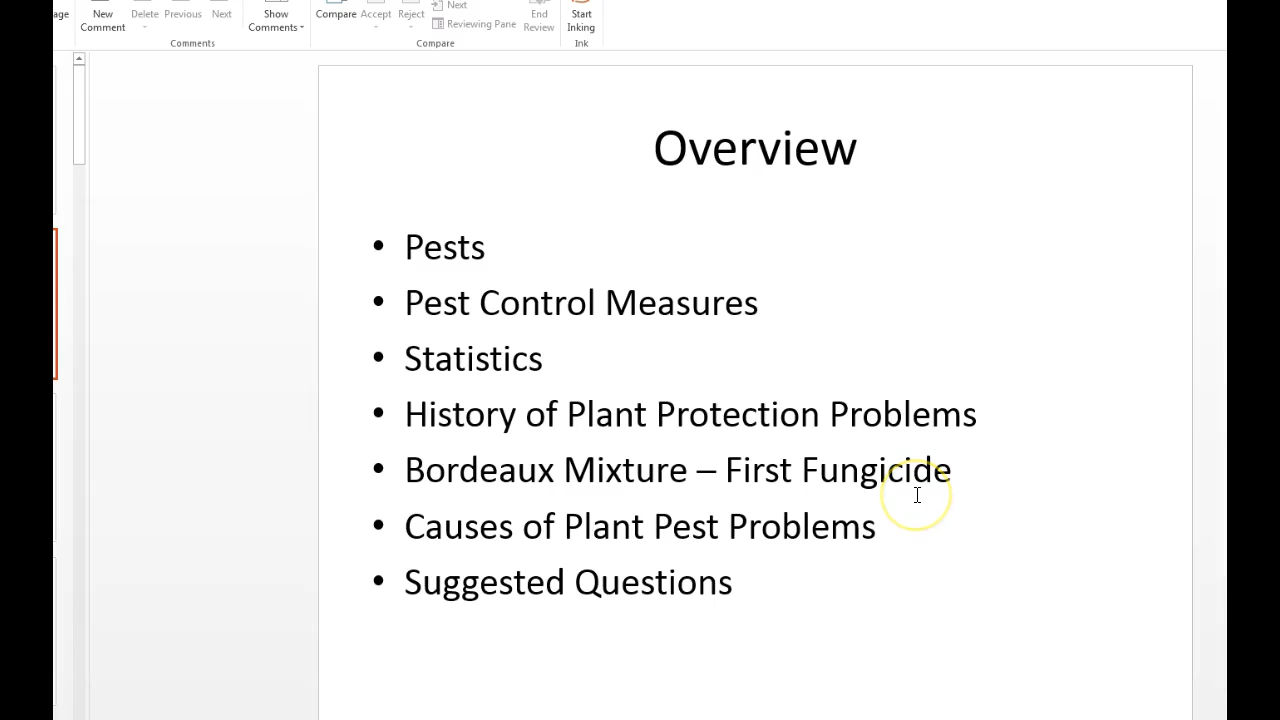 age
New
Comment
Delete
Previous
Next
Show
Comments
Comments
Compare
Accept
Reject
Next
Reviewing Pane
Compare
End
Review
Start
Inking
Ink
Overview
• Pests
• Pest Control Measures
• Statistics
• History of Plant Protection Problems
• Bordeaux Mixture – First Fungicide
• Causes of Plant Pest Problems
• Suggested Questions